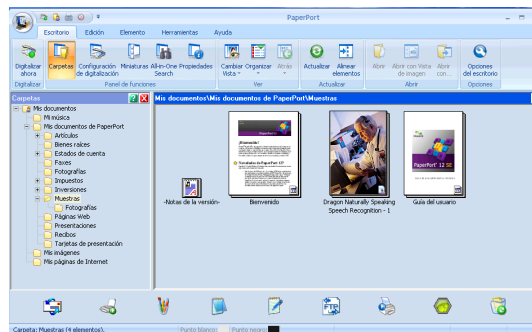 PaperPort
Escritorio Edición Elemento Herramientas Ayuda
Digitalizar ahora
Carpetas
Configuración de digitalización
Miniaturas
All-in-One Search
Propiedades
Cambiar Vista
Organizar
Atrás
Actualizar
Alinear elementos
Abrir
Abrir con Vista de imagen
Abrir con...
Opciones del escritorio
Digitalizar Panel de funciones Ver Actualizar Abrir Opciones
Carpetas
Mis documentos\Mis documentos de PaperPort\Muestras
Mis documentos
Mi música
Mis documentos de PaperPort
Artículos
Bienes raíces
Estados de cuenta
Faxes
Fotografías
Impuestos
Inversiones
Muestras
Fotografías
Páginas Web
Presentaciones
Recibos
Tarjetas de presentación
Mis imágenes
Mis páginas de Internet
¡Bienvenido!
PaperPort 12 SE
-Notas de la versión-
Bienvenido
Dragon Naturally Speaking
Speech Recognition - 1
Guía del usuario
FTP
Carpeta: Muestras (4 elementos). Punto blanco: Punto negro: